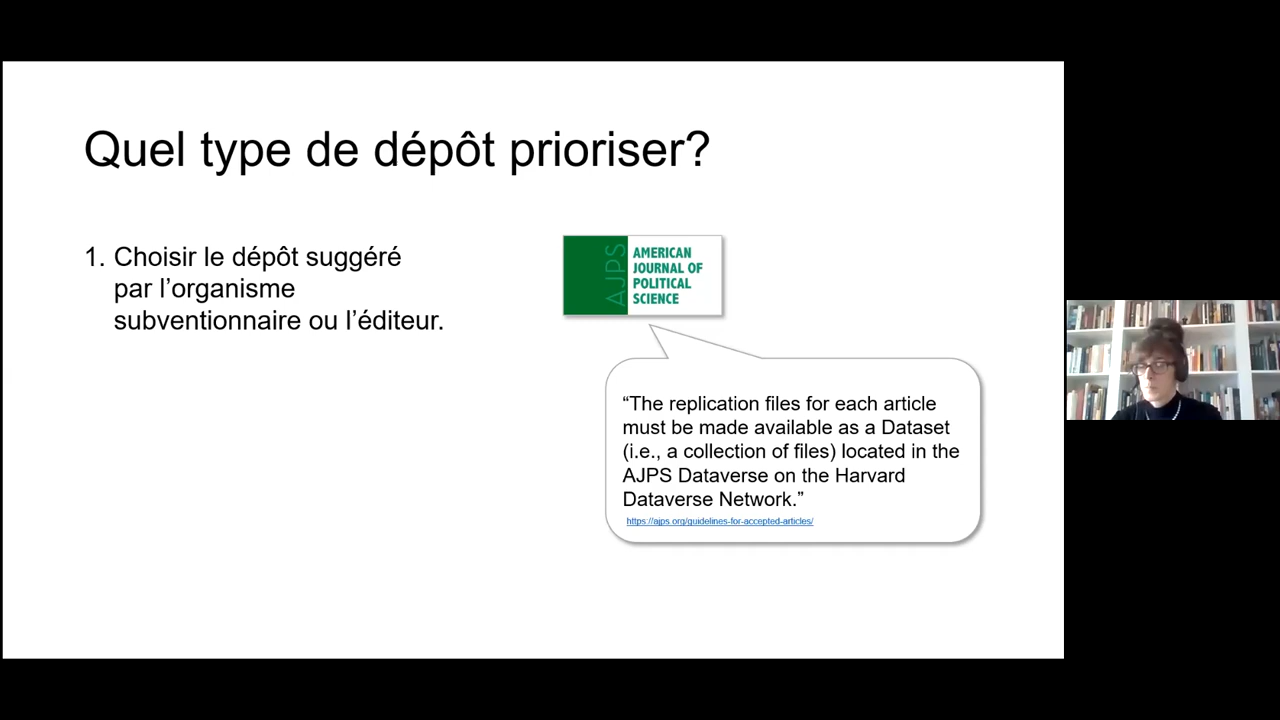 Quel type de dépôt prioriser?
1. Choisir le dépôt suggéré
par l’organisme
subventionnaire ou l’éditeur.
AJPS
AMERICAN
JOURNAL OF
POLITICAL
SCIENCE
“The replication files for each article
must be made available as a Dataset
(i.e., a collection of files) located in the
AJPS Dataverse on the Harvard
Dataverse Network.”
https://ajps.org/guidelines-for-accepted-articles/